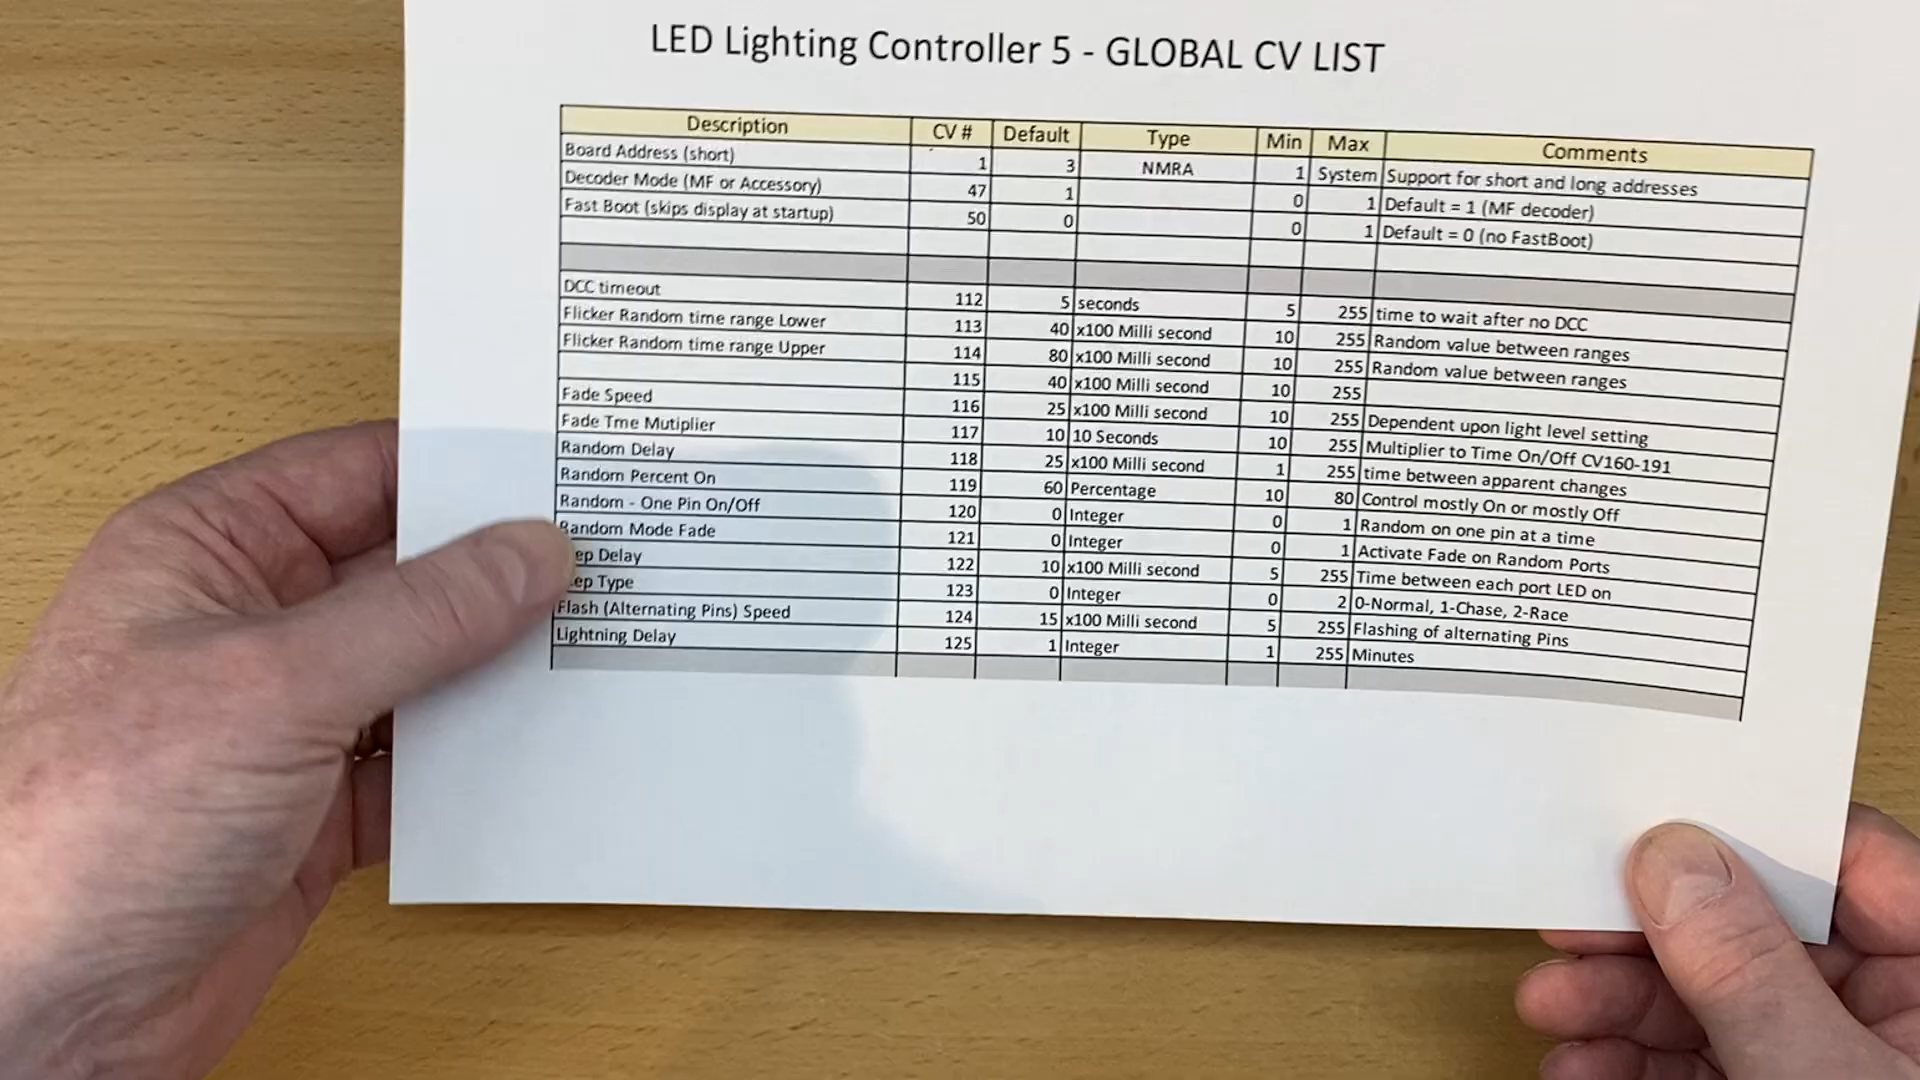 LED Lighting Controller 5 - GLOBAL CV LIST
Description CV # Default Type Min Max Comments
Board Address (short) 1 3 NMRA 1 System Support for short and long addresses
Decoder Mode (MF or Accessory) 47 1 0 1 Default = 1 (MF decoder)
Fast Boot (skips display at startup) 50 0 0 1 Default = 0 (no FastBoot)
DCC timeout 112 5 seconds 5 255 time to wait after no DCC
Flicker Random time range Lower 113 40 x100 Milli second 10 255 Random value between ranges
Flicker Random time range Upper 114 80 x100 Milli second 10 255 Random value between ranges
115 40 x100 Milli second 10 255
Fade Speed 116 25 x100 Milli second 10 255 Dependent upon light level setting
Fade Tme Mutiplier 117 10 10 Seconds 10 255 Multiplier to Time On/Off CV160-191
Random Delay 118 25 x100 Milli second 1 255 time between apparent changes
Random Percent On 119 60 Percentage 10 80 Control mostly On or mostly Off
Random - One Pin On/Off 120 0 Integer 0 1 Random on one pin at a time
Random Mode Fade 121 0 Integer 0 1 Activate Fade on Random Ports
ep Delay 122 10 x100 Milli second 5 255 Time between each port LED on
ep Type 123 0 Integer 0 2 0-Normal, 1-Chase, 2-Race
Flash (Alternating Pins) Speed 124 15 x100 Milli second 5 255 Flashing of alternating Pins
Lightning Delay 125 1 Integer 1 255 Minutes